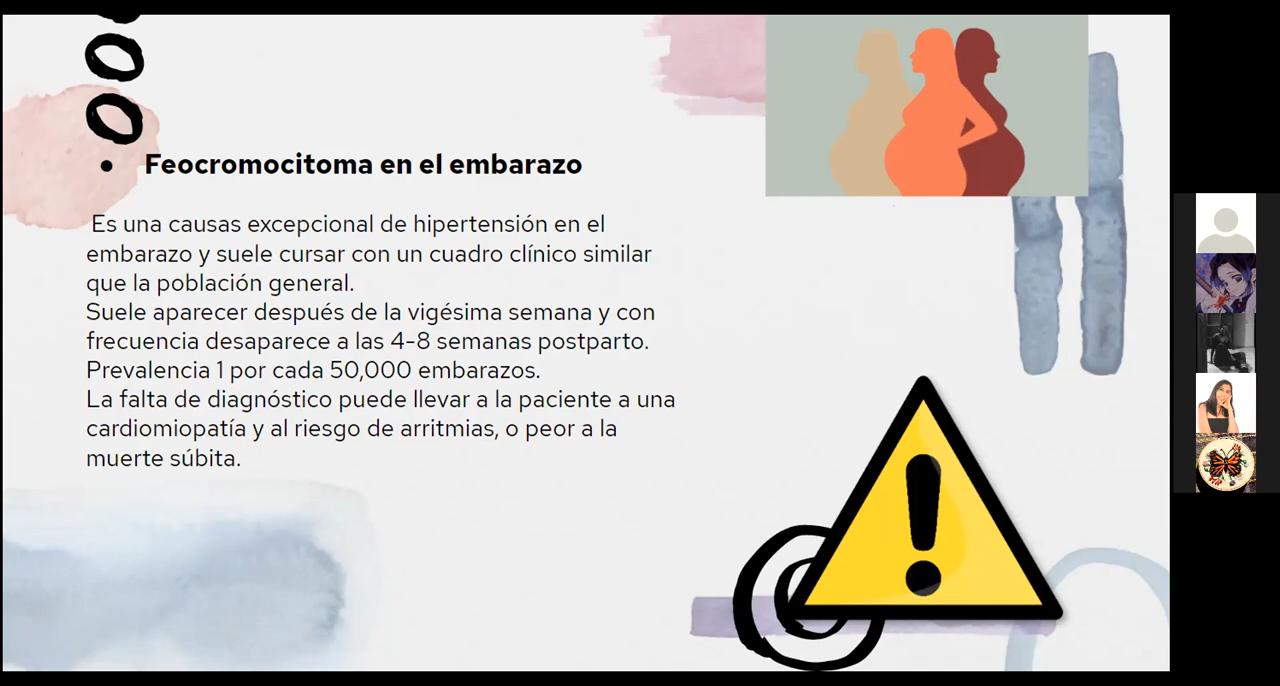 • Feocromocitoma en el embarazo
Es una causas excepcional de hipertensión en el
embarazo y suele cursar con un cuadro clínico similar
que la población general.
Suele aparecer después de la vigésima semana y con
frecuencia desaparece a las 4-8 semanas postparto.
Prevalencia 1 por cada 50,000 embarazos.
La falta de diagnóstico puede llevar a la paciente a una
cardiomiopatía y al riesgo de arritmias, o peor a la
muerte súbita.